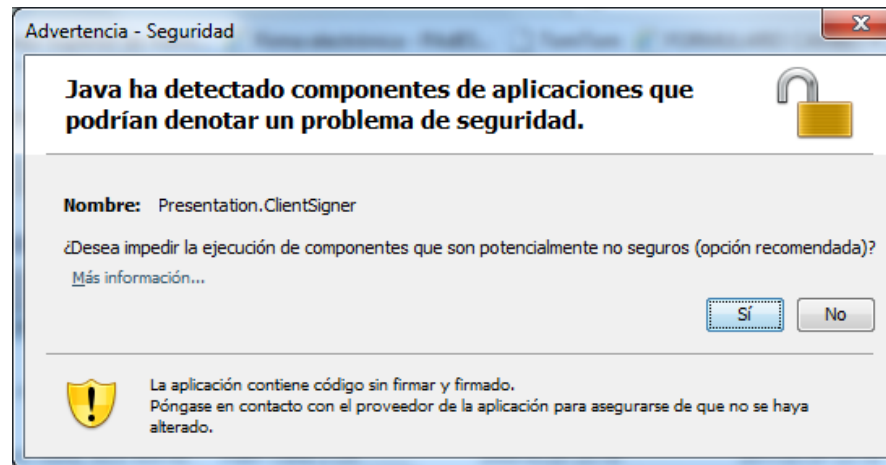 Advertencia - Seguridad
Java ha detectado componentes de aplicaciones que
podrían denotar un problema de seguridad.
Nombre: Presentation.ClientSigner
¿Desea impedir la ejecución de componentes que son potencialmente no seguros (opción recomendada)?
Más información...
Sí No
La aplicación contiene código sin firmar y firmado.
Póngase en contacto con el proveedor de la aplicación para asegurarse de que no se haya
alterado.